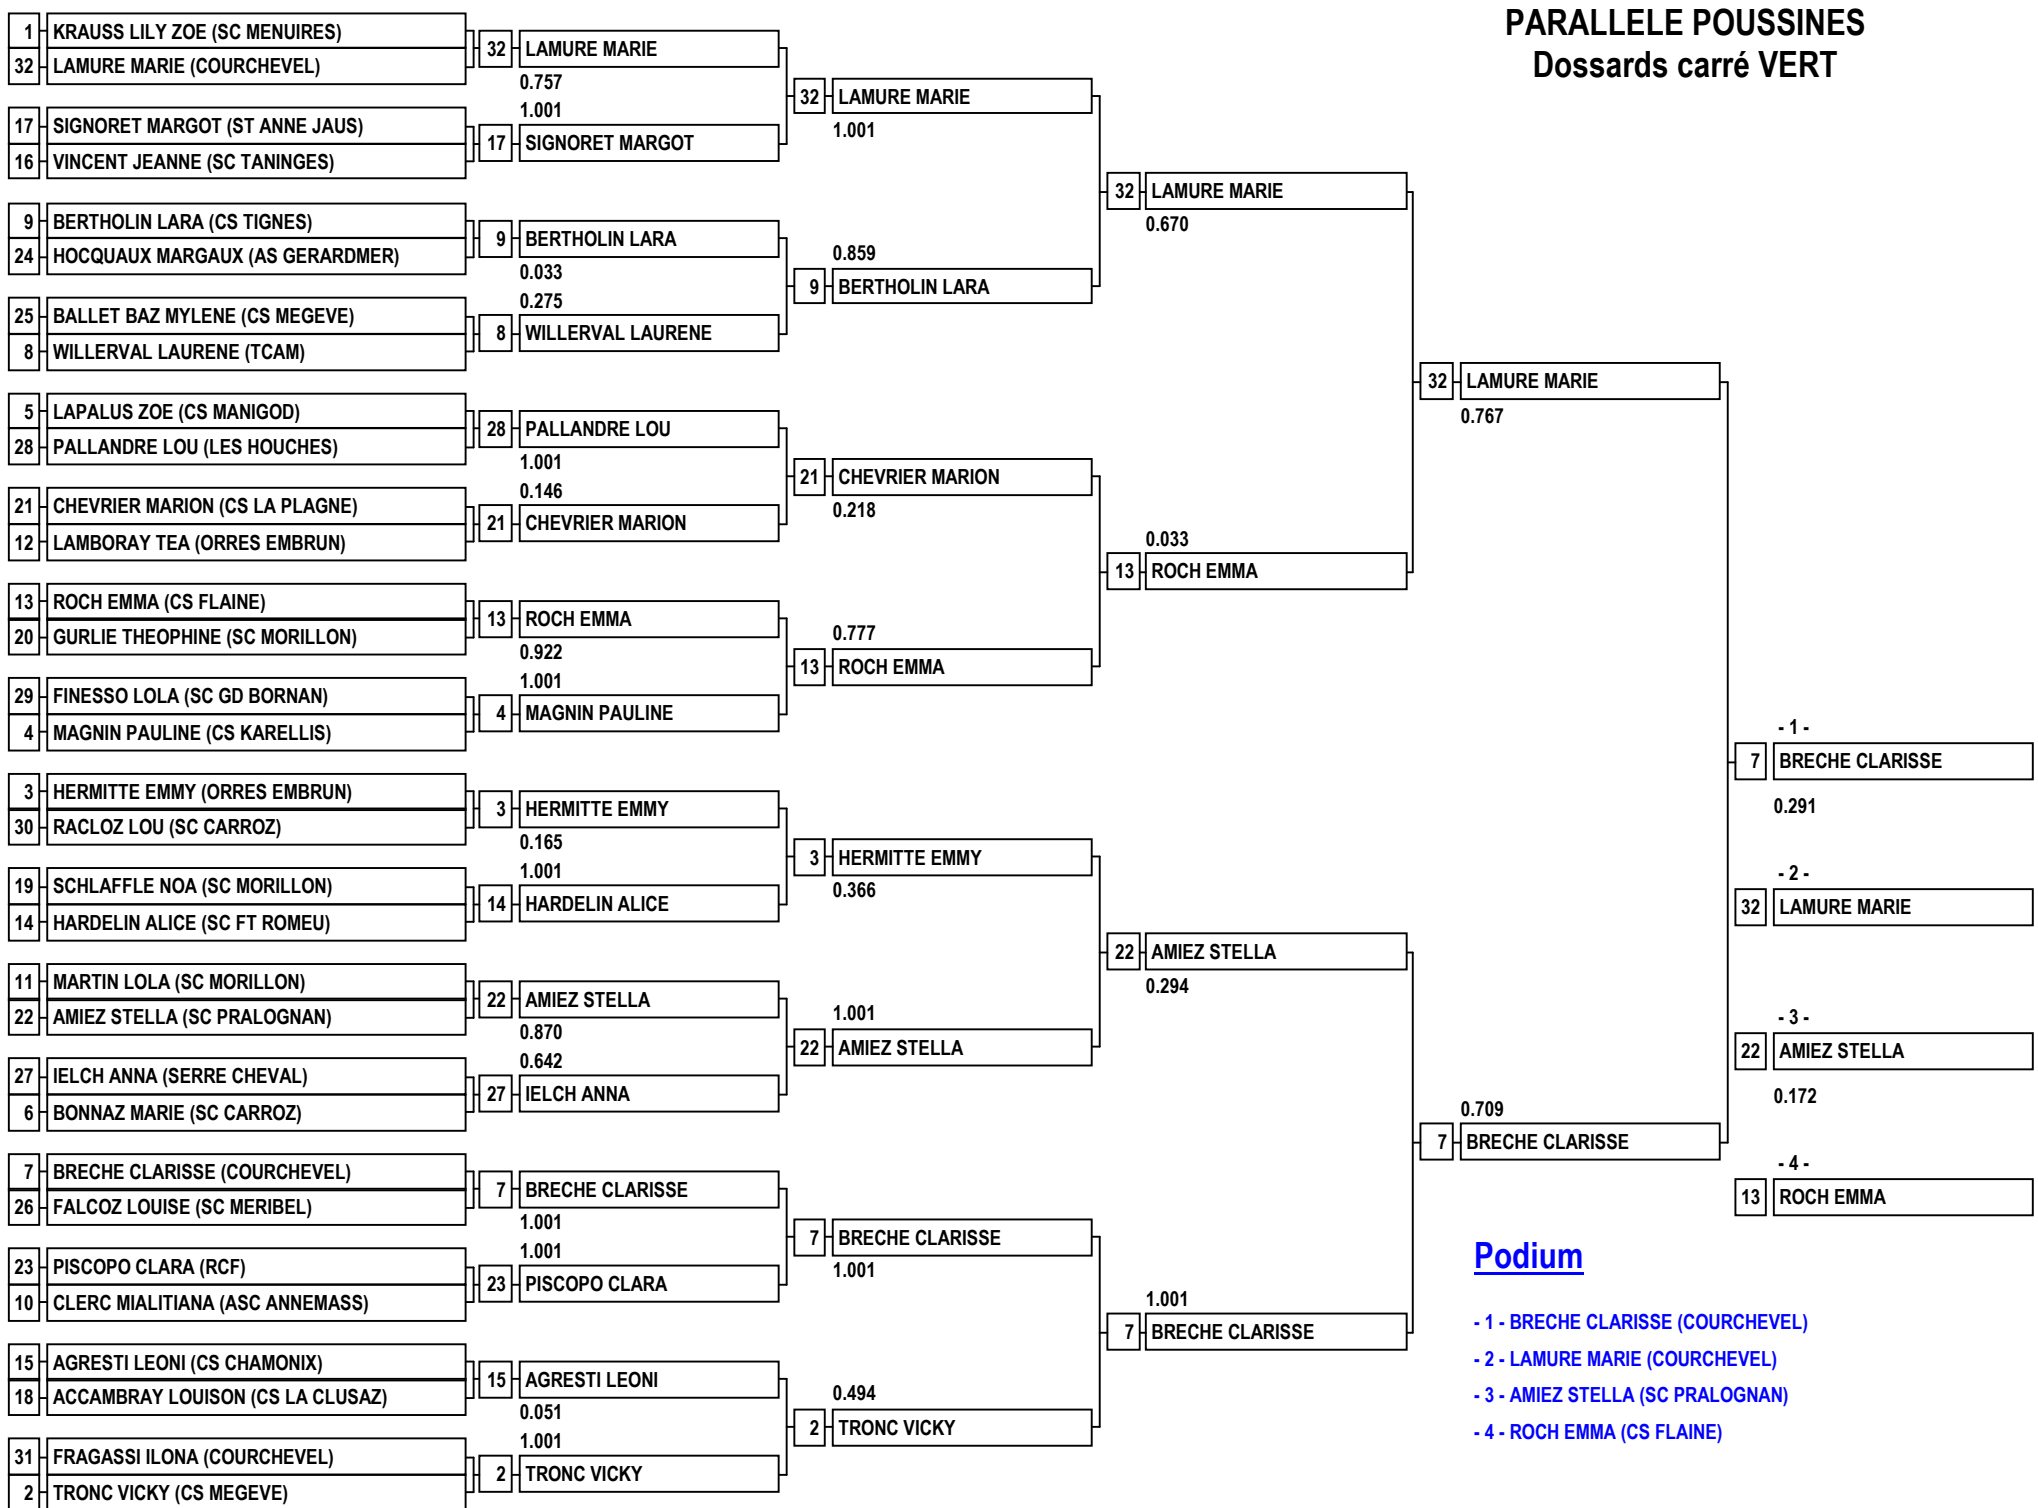 PARALLELE POUSSINES
Dossards carré VERT
1 KRAUSS LILY ZOE (SC MENUIRES)
32 LAMURE MARIE (COURCHEVEL)
17 SIGNORET MARGOT (ST ANNE JAUS)
16 VINCENT JEANNE (SC TANINGES)
9 BERTHOLIN LARA (CS TIGNES)
24 HOCQUAUX MARGAUX (AS GERARDMER)
25 BALLET BAZ MYLENE (CS MEGEVE)
8 WILLERVAL LAURENE (TCAM)
5 LAPALUS ZOE (CS MANIGOD)
28 PALLANDRE LOU (LES HOUCHES)
21 CHEVRIER MARION (CS LA PLAGNE)
12 LAMBORAY TEA (ORRES EMBRUN)
13 ROCH EMMA (CS FLAINE)
20 GURLIE THEOPHINE (SC MORILLON)
29 FINESSO LOLA (SC GD BORNAN)
4 MAGNIN PAULINE (CS KARELLIS)
3 HERMITTE EMMY (ORRES EMBRUN)
30 RACLOZ LOU (SC CARROZ)
19 SCHLAFFLE NOA (SC MORILLON)
14 HARDELIN ALICE (SC FT ROMEU)
11 MARTIN LOLA (SC MORILLON)
22 AMIEZ STELLA (SC PRALOGNAN)
27 IELCH ANNA (SERRE CHEVAL)
6 BONNAZ MARIE (SC CARROZ)
7 BRECHE CLARISSE (COURCHEVEL)
26 FALCOZ LOUISE (SC MERIBEL)
23 PISCOPO CLARA (RCF)
10 CLERC MIALITIANA (ASC ANNEMASS)
15 AGRESTI LEONI (CS CHAMONIX)
18 ACCAMBRAY LOUISON (CS LA CLUSAZ)
31 FRAGASSI ILONA (COURCHEVEL)
2 TRONC VICKY (CS MEGEVE)
32 LAMURE MARIE
0.757
1.001
17 SIGNORET MARGOT
9 BERTHOLIN LARA
0.033
0.275
8 WILLERVAL LAURENE
28 PALLANDRE LOU
1.001
0.146
21 CHEVRIER MARION
13 ROCH EMMA
0.922
1.001
4 MAGNIN PAULINE
3 HERMITTE EMMY
0.165
1.001
14 HARDELIN ALICE
22 AMIEZ STELLA
0.870
0.642
27 IELCH ANNA
7 BRECHE CLARISSE
1.001
1.001
23 PISCOPO CLARA
15 AGRESTI LEONI
0.051
1.001
2 TRONC VICKY
32 LAMURE MARIE
1.001
0.859
9 BERTHOLIN LARA
21 CHEVRIER MARION
0.218
0.777
13 ROCH EMMA
3 HERMITTE EMMY
0.366
1.001
22 AMIEZ STELLA
7 BRECHE CLARISSE
1.001
0.494
2 TRONC VICKY
32 LAMURE MARIE
0.670
0.033
13 ROCH EMMA
22 AMIEZ STELLA
0.294
1.001
7 BRECHE CLARISSE
32 LAMURE MARIE
0.767
0.709
7 BRECHE CLARISSE
- 1 -
7 BRECHE CLARISSE
0.291
- 2 -
32 LAMURE MARIE
- 3 -
22 AMIEZ STELLA
0.172
- 4 -
13 ROCH EMMA
Podium
- 1 - BRECHE CLARISSE (COURCHEVEL)
- 2 - LAMURE MARIE (COURCHEVEL)
- 3 - AMIEZ STELLA (SC PRALOGNAN)
- 4 - ROCH EMMA (CS FLAINE)